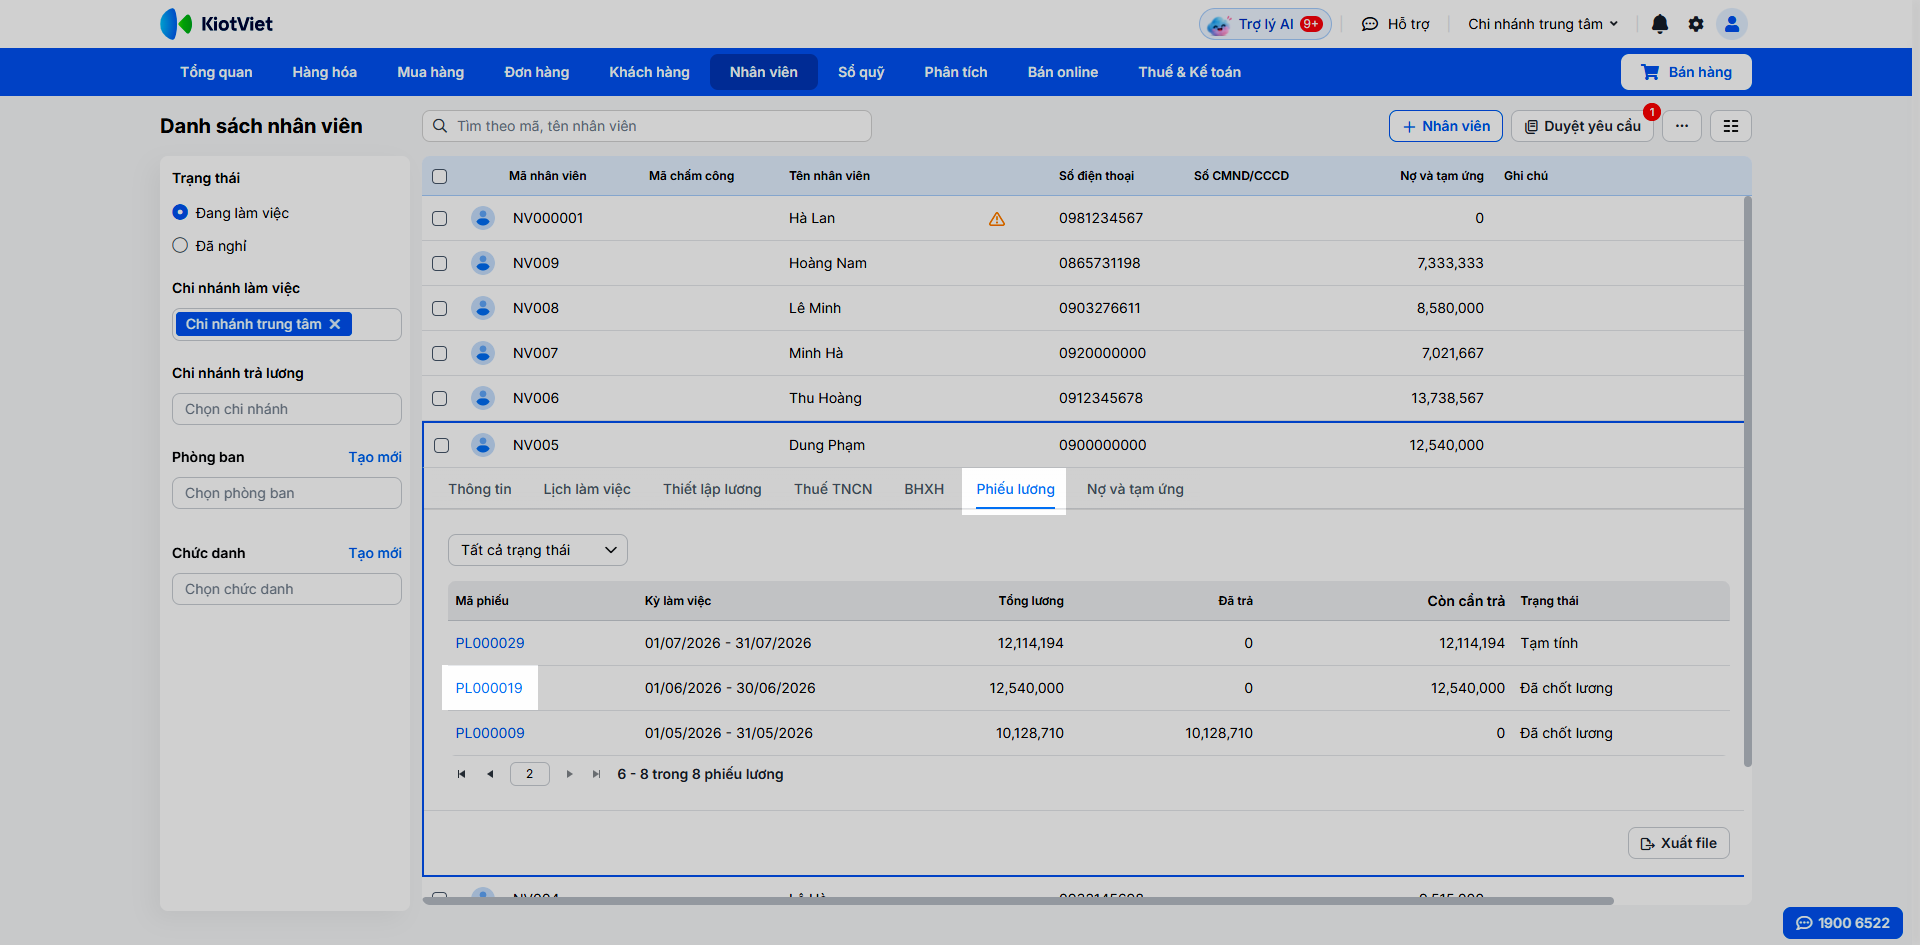 KiotViet
Trợ lý AI 9+
Hỗ trợ
Chi nhánh trung tâm
Tổng quan
Hàng hóa
Mua hàng
Đơn hàng
Khách hàng
Nhân viên
Sổ quỹ
Phân tích
Bán online
Thuế & Kế toán
Bán hàng
Danh sách nhân viên
Tìm theo mã, tên nhân viên
Nhân viên
Duyệt yêu cầu
1
Trạng thái
Đang làm việc
Đã nghỉ
Chi nhánh làm việc
Chi nhánh trung tâm
Chi nhánh trả lương
Chọn chi nhánh
Phòng ban Tạo mới
Chọn phòng ban
Chức danh Tạo mới
Chọn chức danh
Mã nhân viên Mã chấm công Tên nhân viên Số điện thoại Số CMND/CCCD Nợ và tạm ứng Ghi chú
NV000001 Hà Lan 0981234567 0
NV009 Hoàng Nam 0865731198 7,333,333
NV008 Lê Minh 0903276611 8,580,000
NV007 Minh Hà 0920000000 7,021,667
NV006 Thu Hoàng 0912345678 13,738,567
NV005 Dung Phạm 0900000000 12,540,000
Thông tin Lịch làm việc Thiết lập lương Thuế TNCN BHXH Phiếu lương Nợ và tạm ứng
Tất cả trạng thái
Mã phiếu Kỳ làm việc Tổng lương Đã trả Còn cần trả Trạng thái
PL000029 01/07/2026 - 31/07/2026 12,114,194 0 12,114,194 Tạm tính
PL000019 01/06/2026 - 30/06/2026 12,540,000 0 12,540,000 Đã chốt lương
PL000009 01/05/2026 - 31/05/2026 10,128,710 10,128,710 0 Đã chốt lương
2 6 - 8 trong 8 phiếu lương
Xuất file
1900 6522